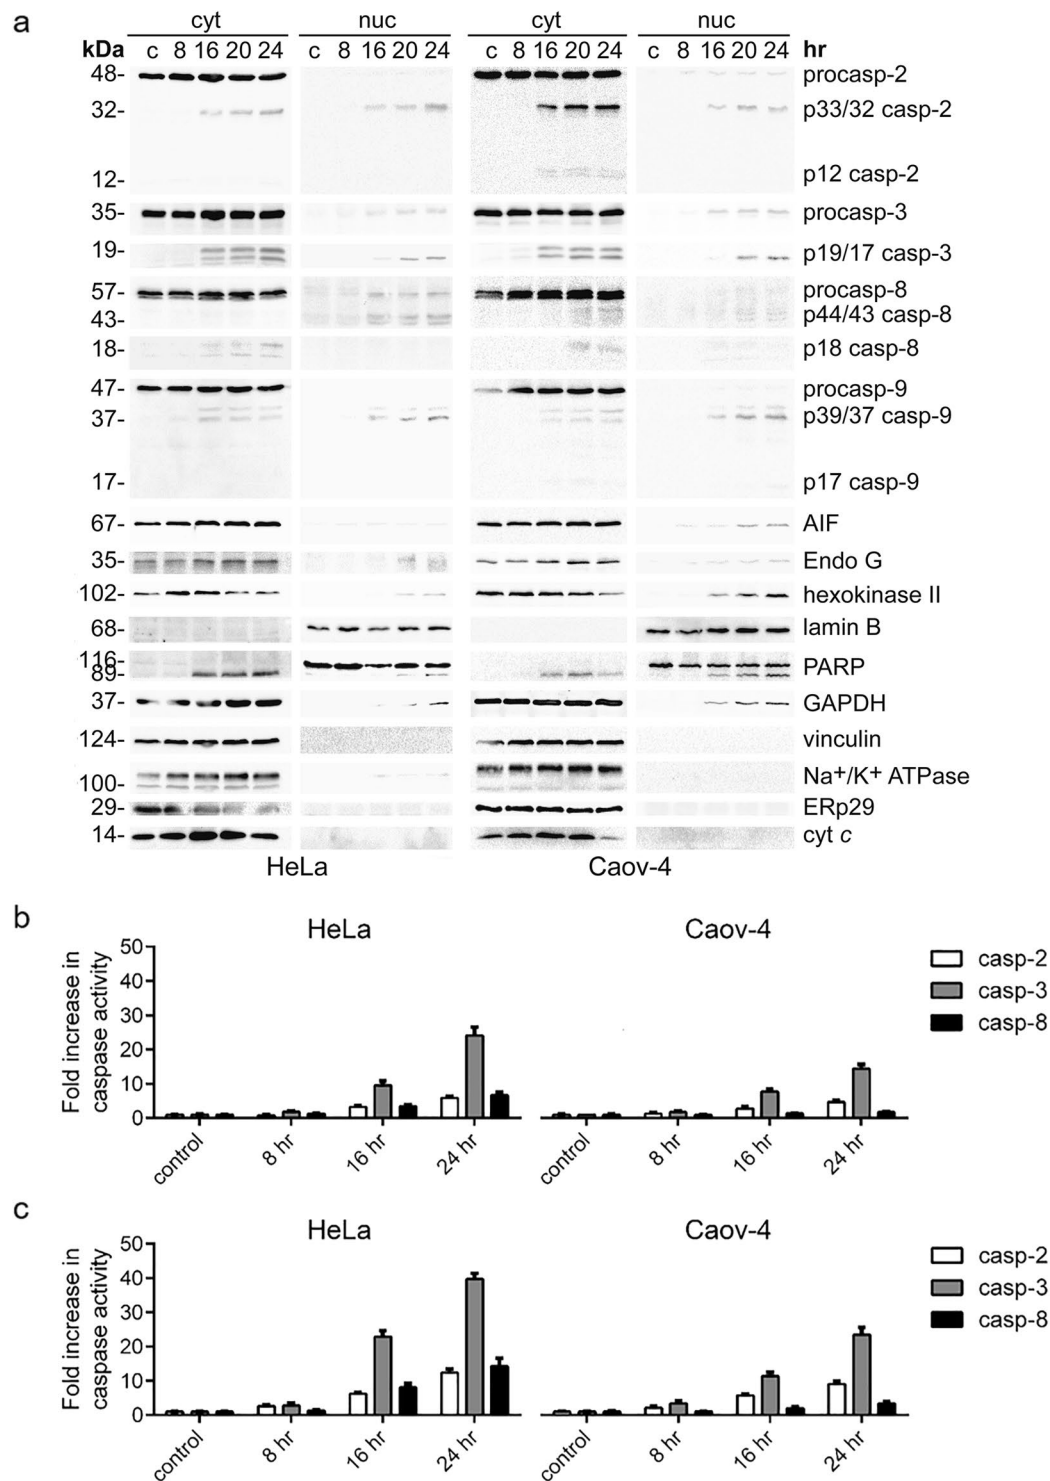 a
cyt nuc cyt nuc
kDa c 8 16 20 24 c 8 16 20 24 c 8 16 20 24 c 8 16 20 24 hr
48- procasp-2
32- p33/32 casp-2
12- p12 casp-2
35- procasp-3
19- p19/17 casp-3
57- procasp-8
43- p44/43 casp-8
18- p18 casp-8
47- procasp-9
37- p39/37 casp-9
17- p17 casp-9
67- AIF
35- Endo G
102- hexokinase II
68- lamin B
116-
89- PARP
37- GAPDH
124- vinculin
100- Na+/K+ ATPase
29- ERp29
14- cyt c
HeLa Caov-4
b
HeLa Caov-4
Fold increase in
caspase activity
50
40
30
20
10
0
control 8 hr 16 hr 24 hr control 8 hr 16 hr 24 hr
casp-2
casp-3
casp-8
c
HeLa Caov-4
Fold increase in
caspase activity
50
40
30
20
10
0
control 8 hr 16 hr 24 hr control 8 hr 16 hr 24 hr
casp-2
casp-3
casp-8